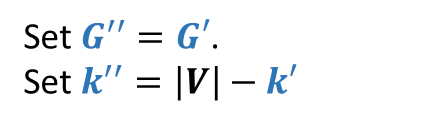 Set G′′ = G′.
Set k′′ = |V| − k′